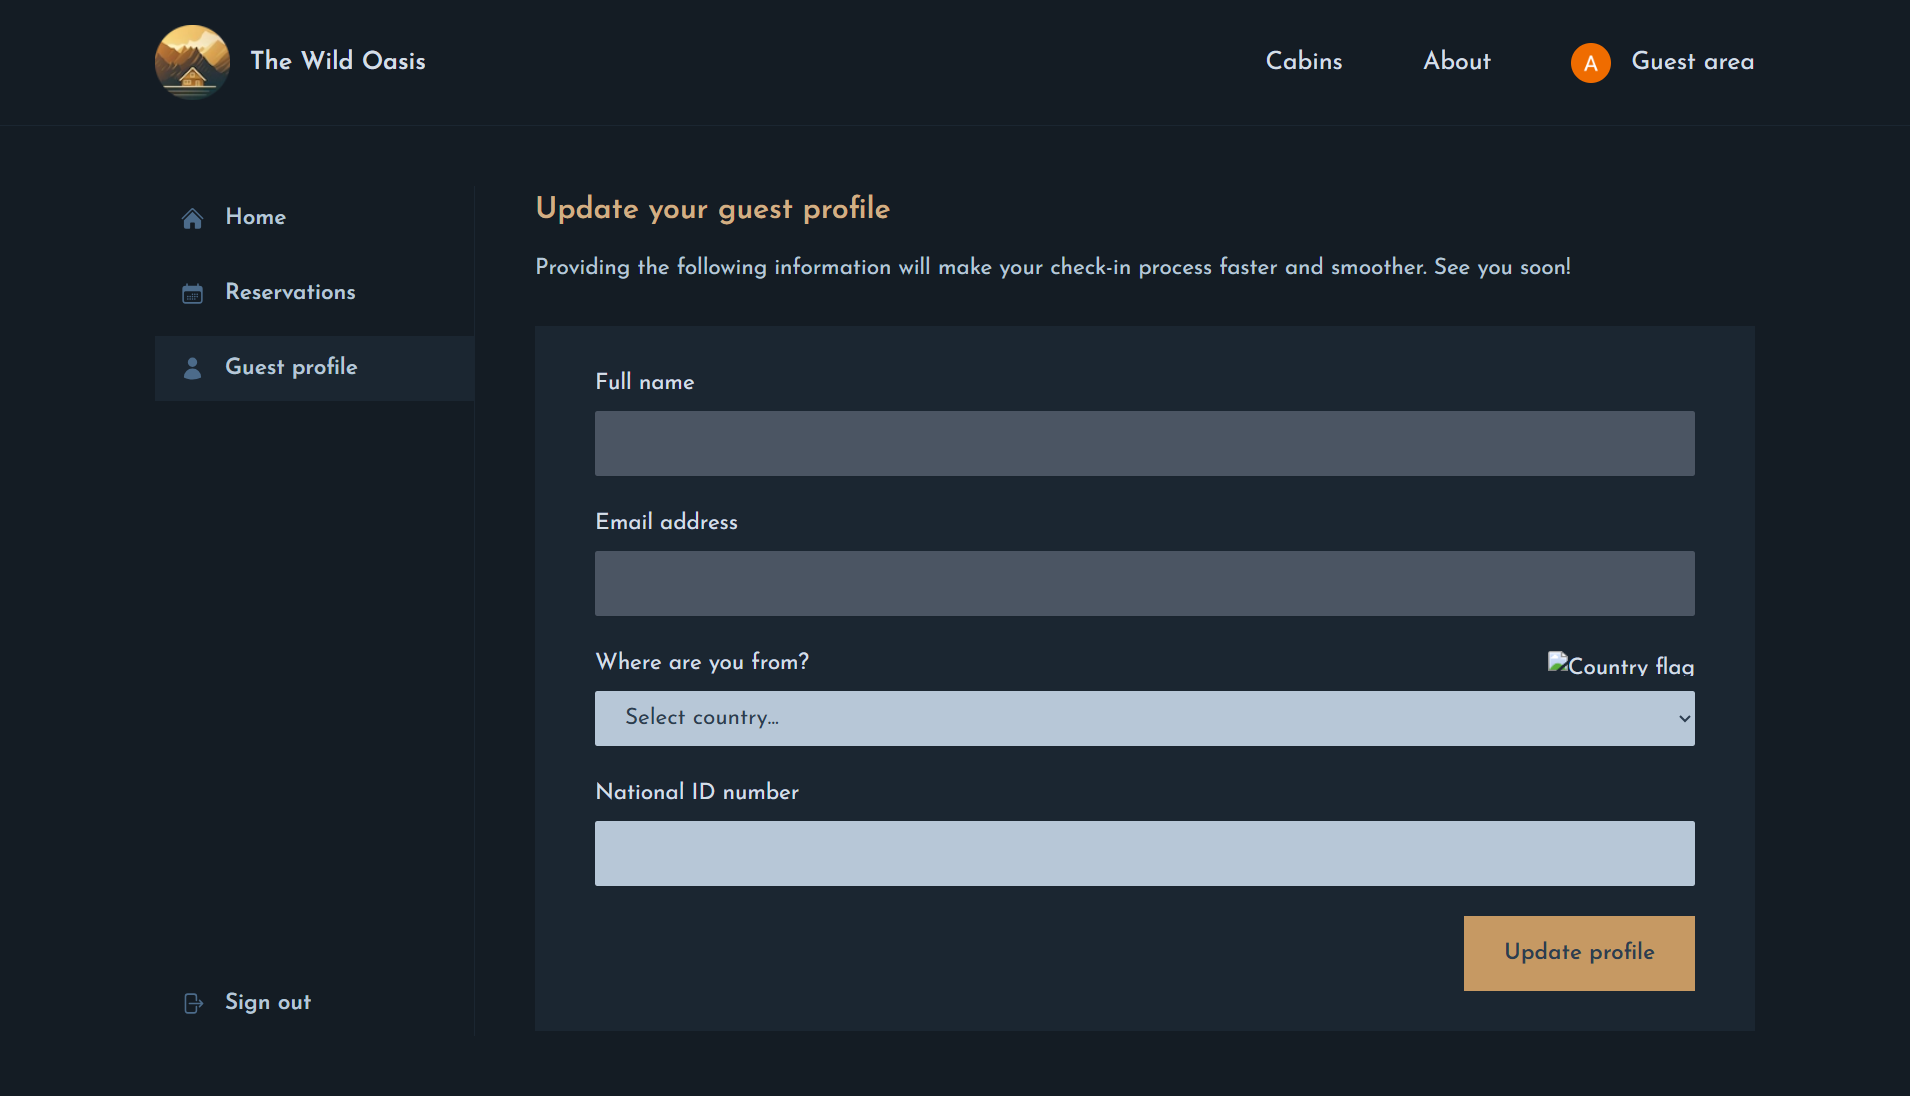 The Wild Oasis
Cabins
About
A
Guest area
Home
Reservations
Guest profile
Sign out
Update your guest profile
Providing the following information will make your check-in process faster and smoother. See you soon!
Full name
Email address
Where are you from?
Country flag
Select country...
National ID number
Update profile